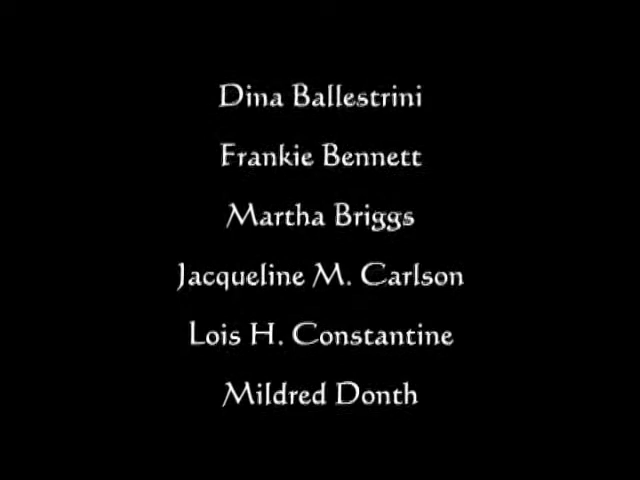 Dina Ballestrini
Frankie Bennett
Martha Briggs
Jacqueline M. Carlson
Lois H. Constantine
Mildred Donth